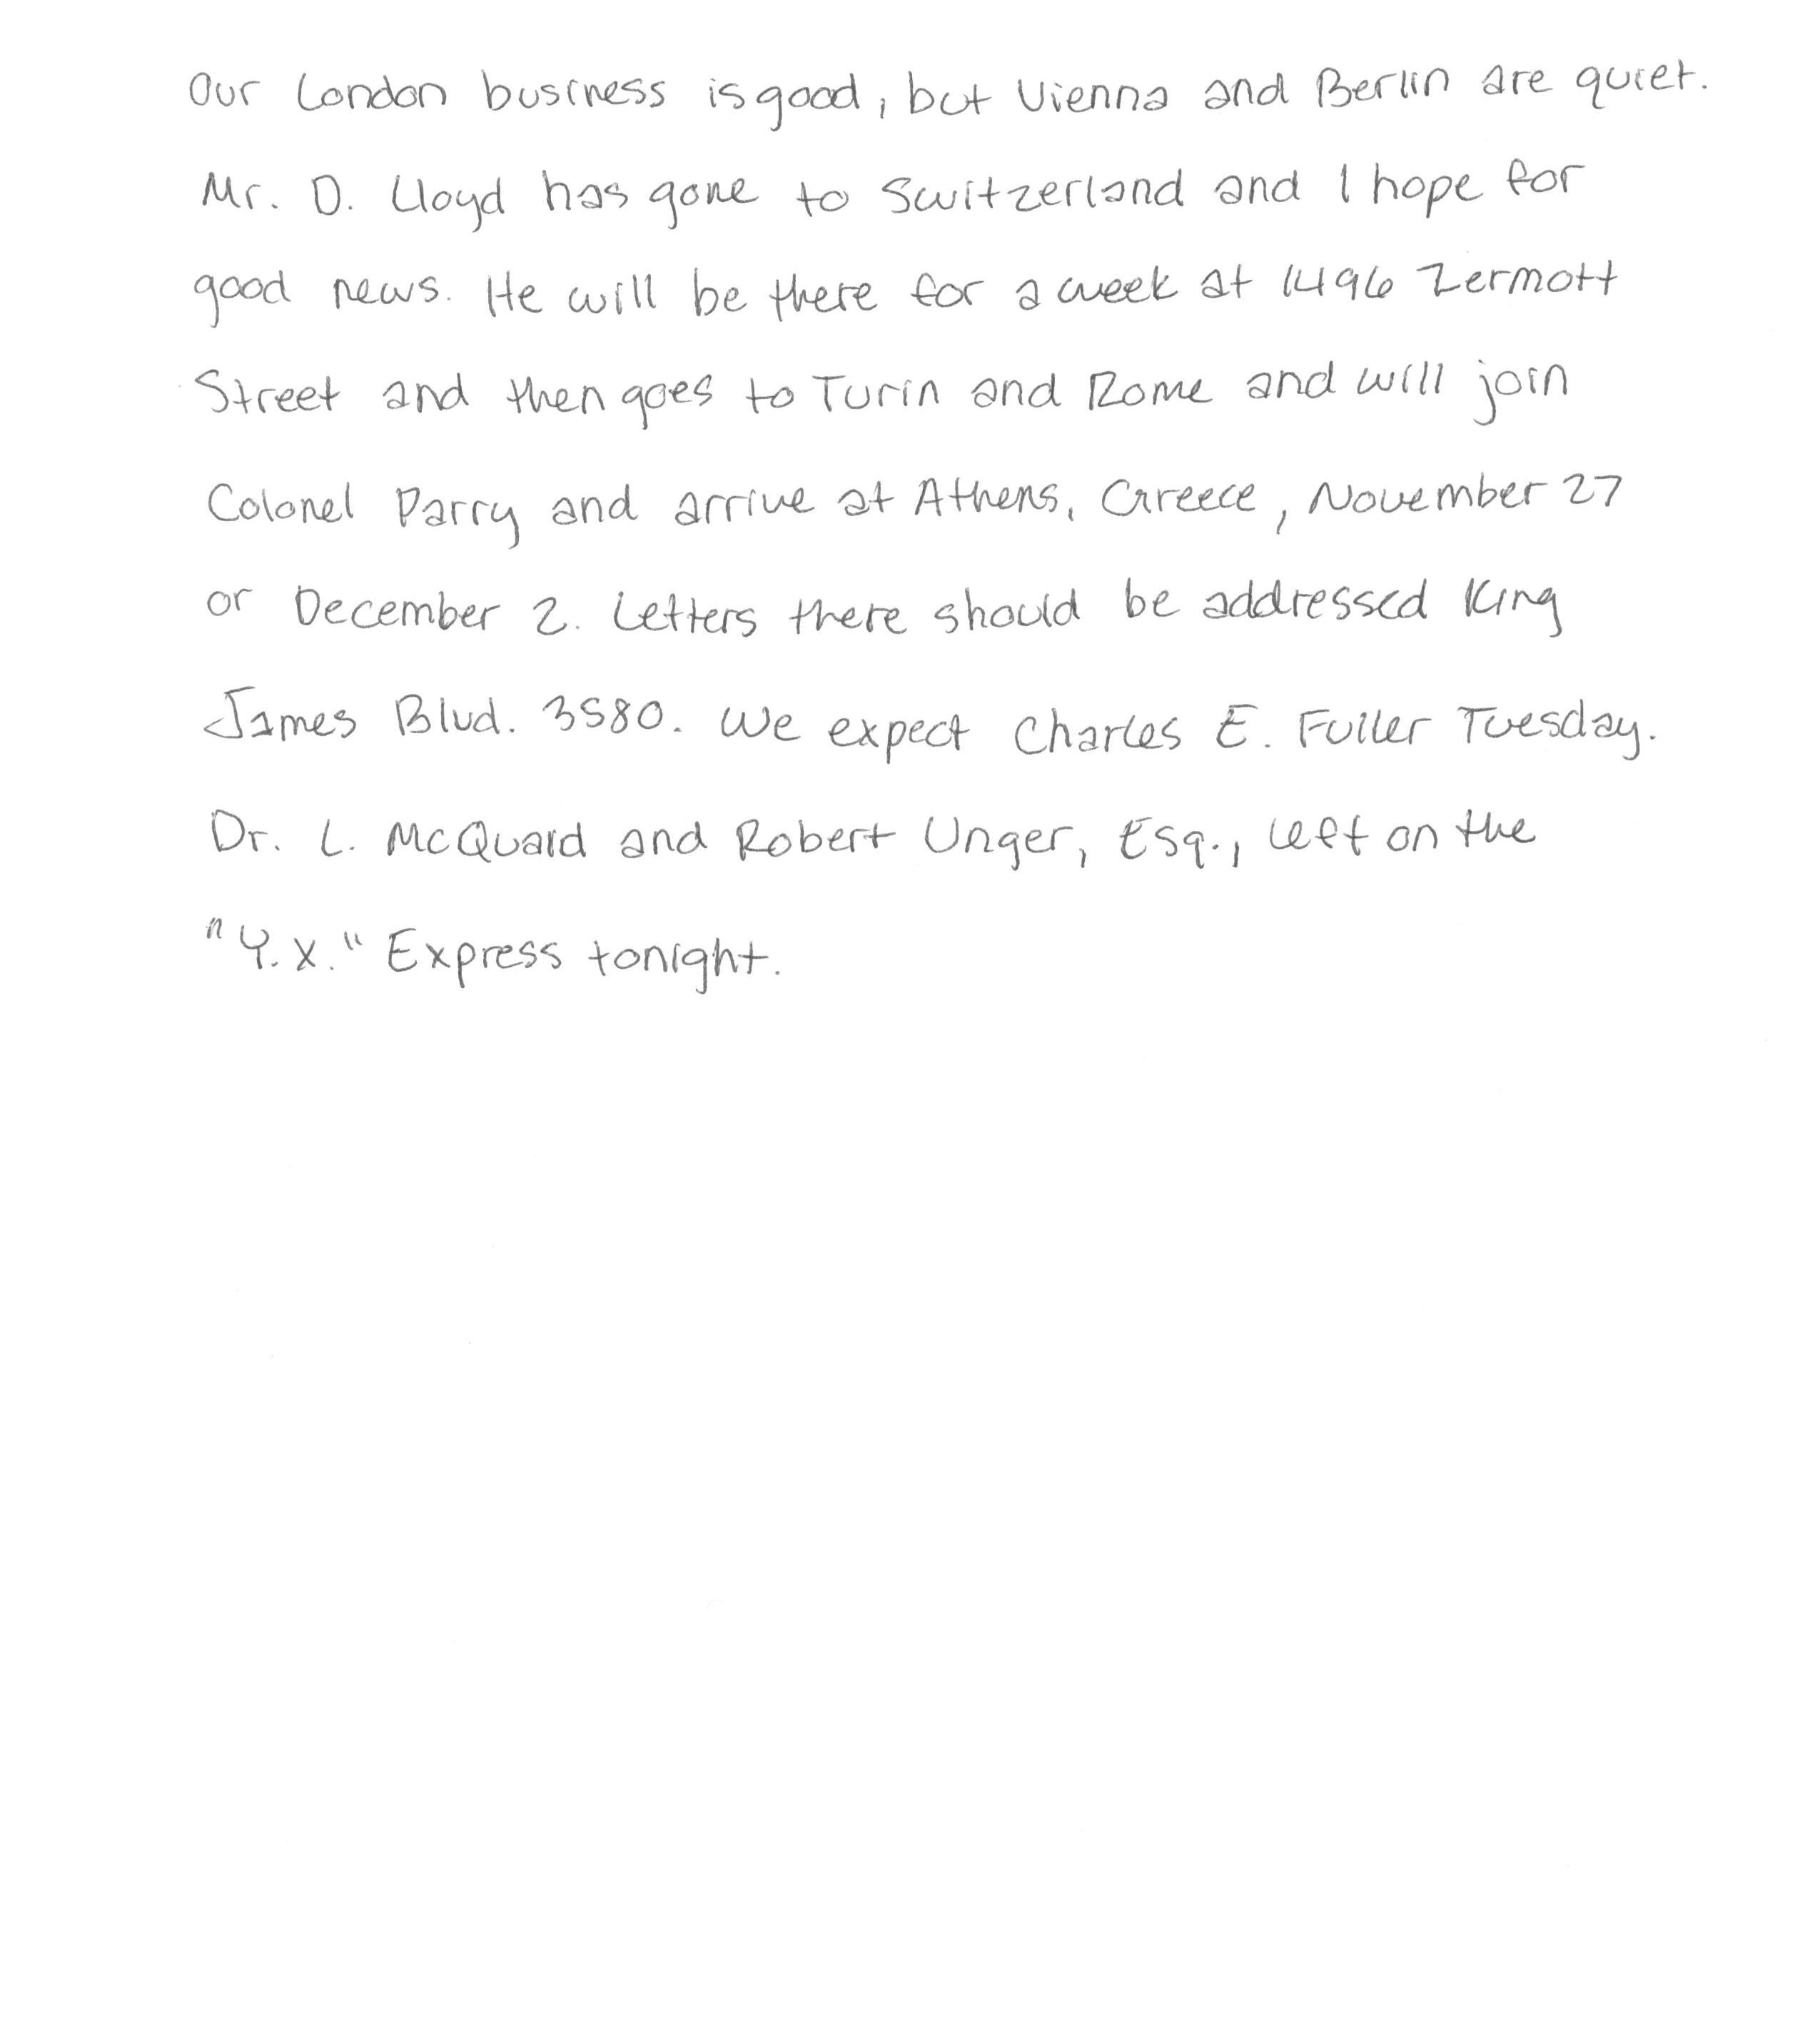 Our London business is good, but Vienna and Berlin are quiet.
Mr. D. Lloyd has gone to Switzerland and I hope for
good news. He will be there for a week at 1496 Zermott
Street and then goes to Turin and Rome and will join
Colonel Parry and arrive at Athens, Greece, November 27
or December 2. Letters there should be addressed King
James Blvd. 3580. We expect Charles E. Fuller Tuesday.
Dr. L. McQuaid and Robert Unger, Esq., left on the
"Y.X." Express tonight.